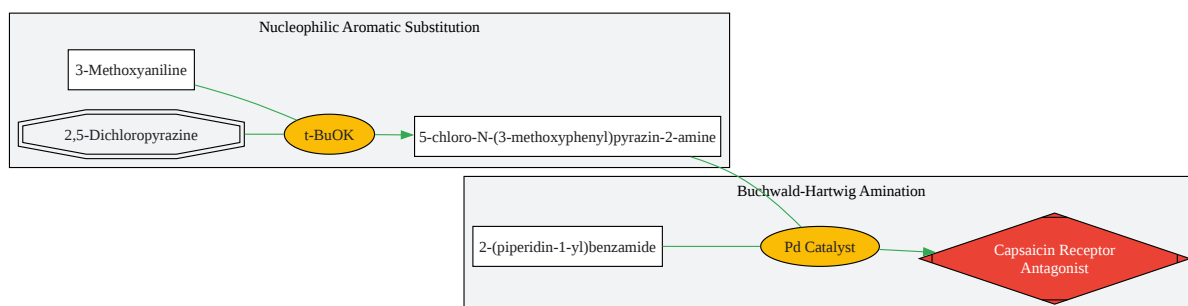 Nucleophilic Aromatic Substitution
3-Methoxyaniline
2,5-Dichloropyrazine
t-BuOK
5-chloro-N-(3-methoxyphenyl)pyrazin-2-amine
Buchwald-Hartwig Amination
2-(piperidin-1-yl)benzamide
Pd Catalyst
Capsaicin Receptor
Antagonist